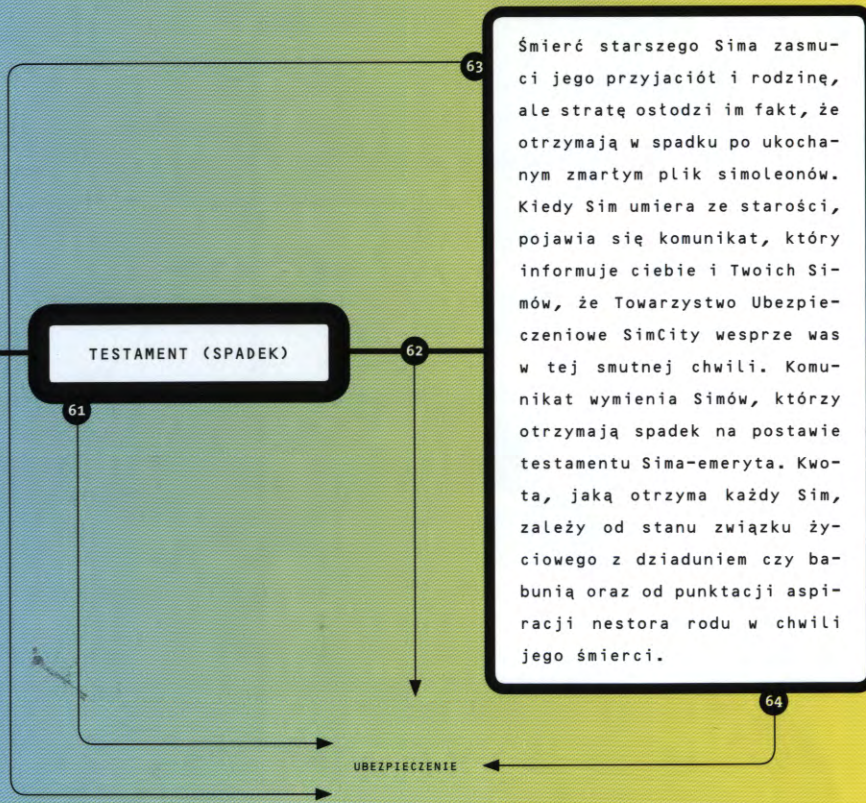 63
Śmierć starszego Sima zasmu-
ci jego przyjaciół i rodzinę,
ale stratę osłodzi im fakt, że
otrzymają w spadku po ukocha-
nym zmarłym plik simoleonów.
Kiedy Sim umiera ze starości,
pojawia się komunikat, który
informuje ciebie i Twoich Si-
mów, że Towarzystwo Ubezpie-
czeniowe SimCity wesprze was
w tej smutnej chwili. Komu-
nikat wymienia Simów, którzy
otrzymają spadek na postawie
testamentu Sima-emeryta. Kwo-
ta, jaką otrzyma każdy Sim,
zależy od stanu związku ży-
ciowego z dziaduniem czy ba-
bunią oraz od punktacji aspi-
racji nestora rodu w chwili
jego śmierci.
TESTAMENT (SPADEK)
62
61
64
UBEZPIECZENIE